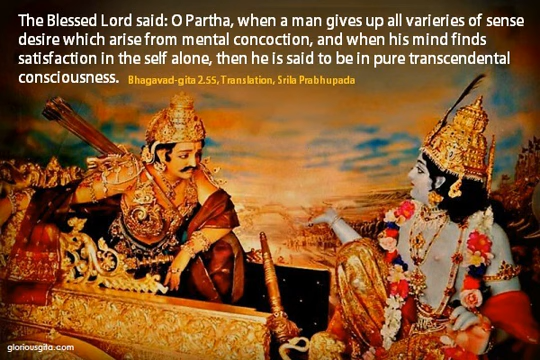 The Blessed Lord said: O Partha, when a man gives up all varieries of sense
desire which arise from mental concoction, and when his mind finds
satisfaction in the self alone, then he is said to be in pure transcendental
consciousness. Bhagavad-gita 2.55, Translation, Srila Prabhupada
gloriousgita.com